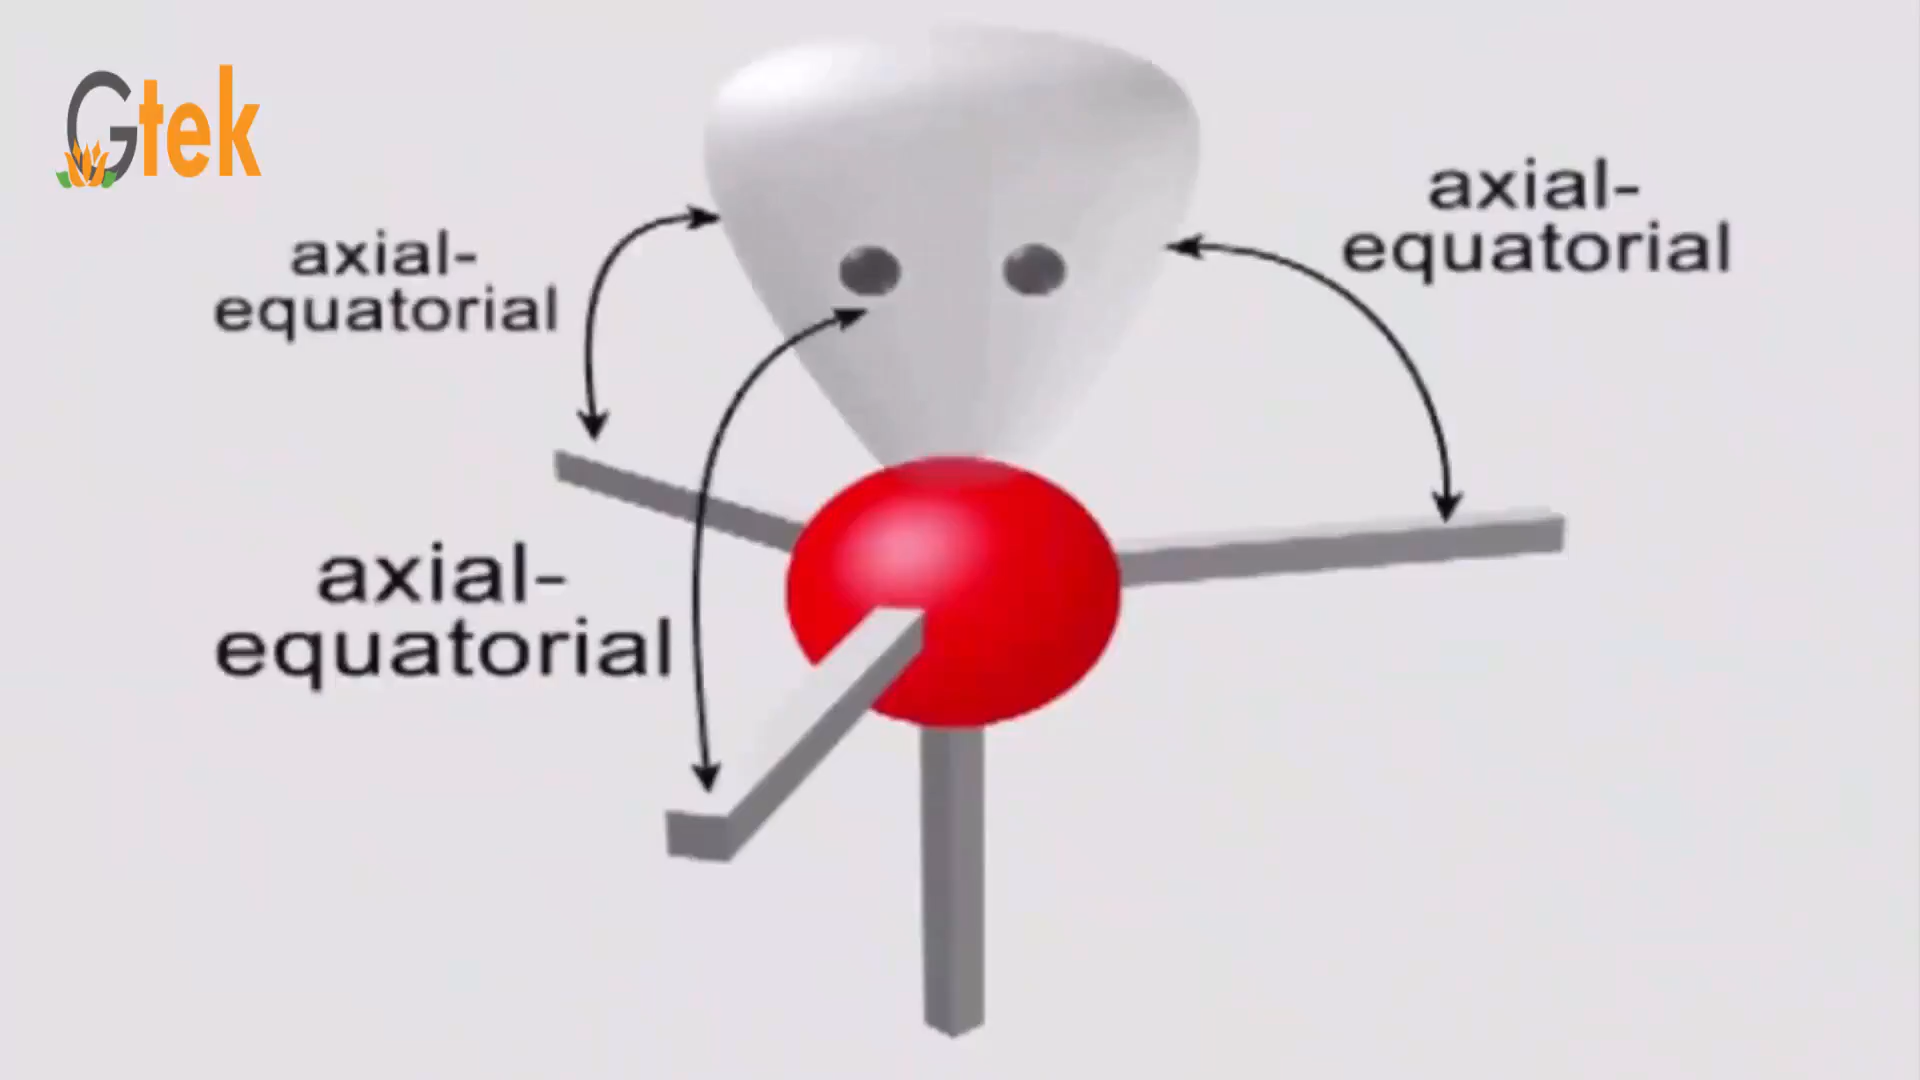 Gtek
axial-
equatorial
axial-
equatorial
axial-
equatorial